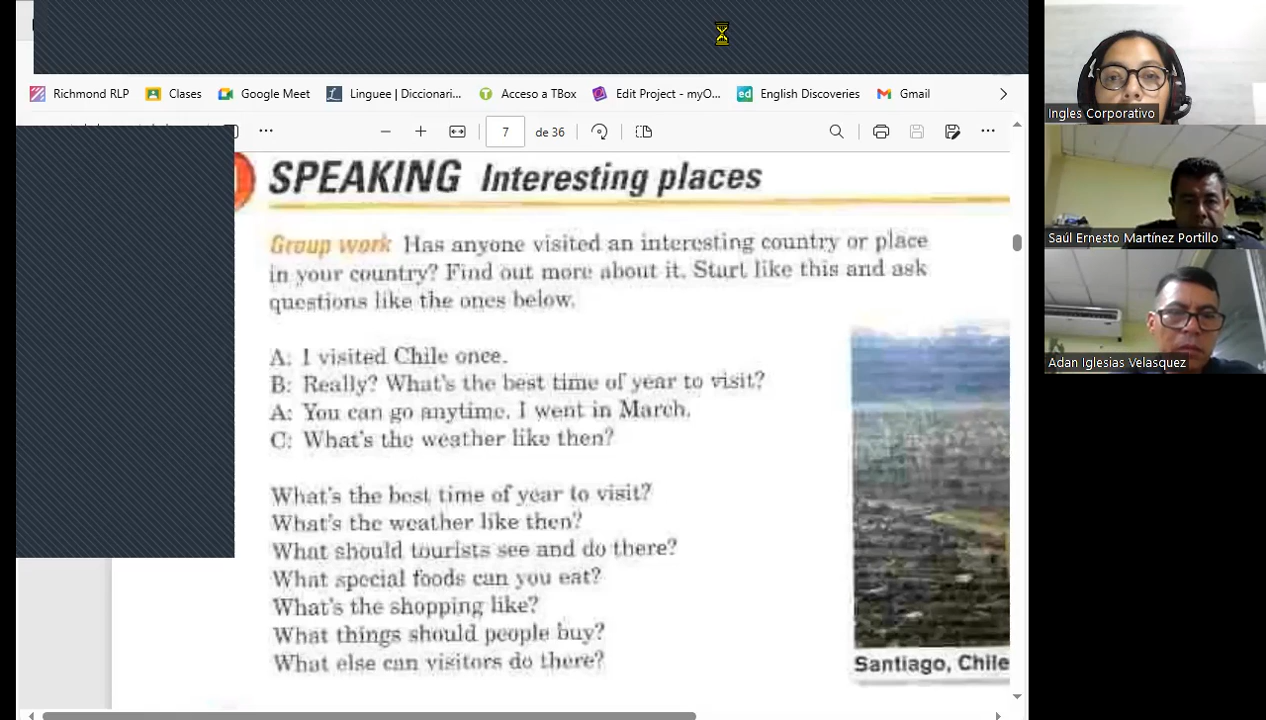 Richmond RLP Clases Google Meet Linguee | Diccionari... Acceso a TBox Edit Project - myO... English Discoveries Gmail
7 de 36
SPEAKING Interesting places
Group work Has anyone visited an interesting country or place
in your country? Find out more about it. Start like this and ask
questions like the ones below.
A: I visited Chile once.
B: Really? What's the best time of year to visit?
A: You can go anytime. I went in March.
C: What's the weather like then?
What's the best time of year to visit?
What's the weather like then?
What should tourists see and do there?
What special foods can you eat?
What's the shopping like?
What things should people buy?
What else can visitors do there?
Santiago, Chile
Ingles Corporativo
Saúl Ernesto Martínez Portillo
Adan Iglesias Velasquez